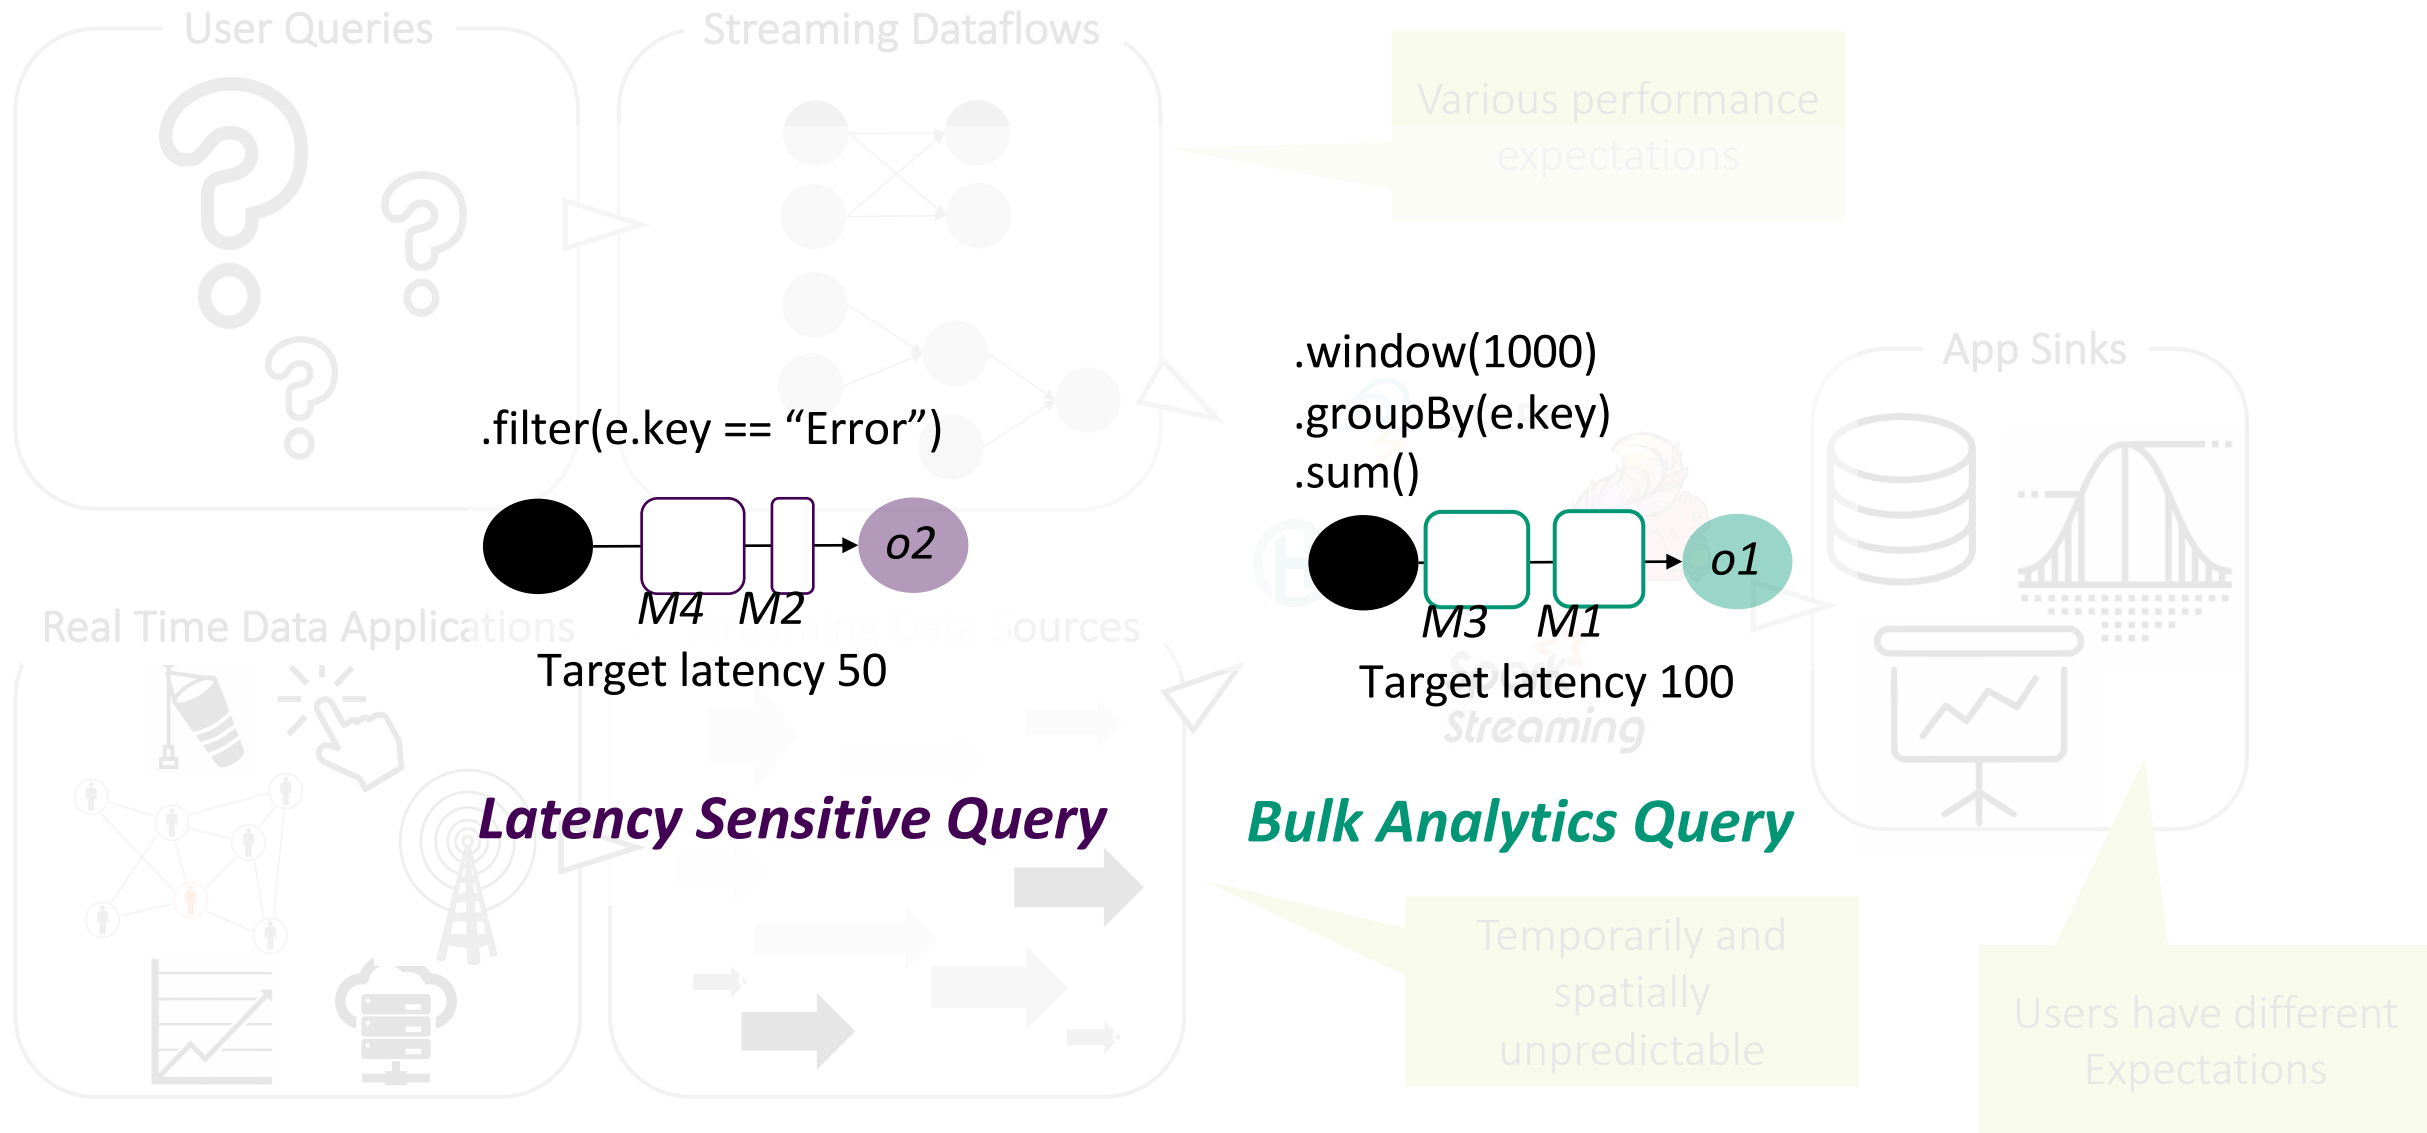 User Queries
Streaming Dataflows
Various performance
expectations
.window(1000)
.groupBy(e.key)
.sum()
App Sinks
.filter(e.key == “Error”)
o2
o1
M4 M2
M3 M1
Real Time Data Applications
Streaming Data Sources
Target latency 50
Target latency 100
Spark
Streaming
Latency Sensitive Query
Bulk Analytics Query
Temporarily and
spatially
unpredictable
Users have different
Expectations